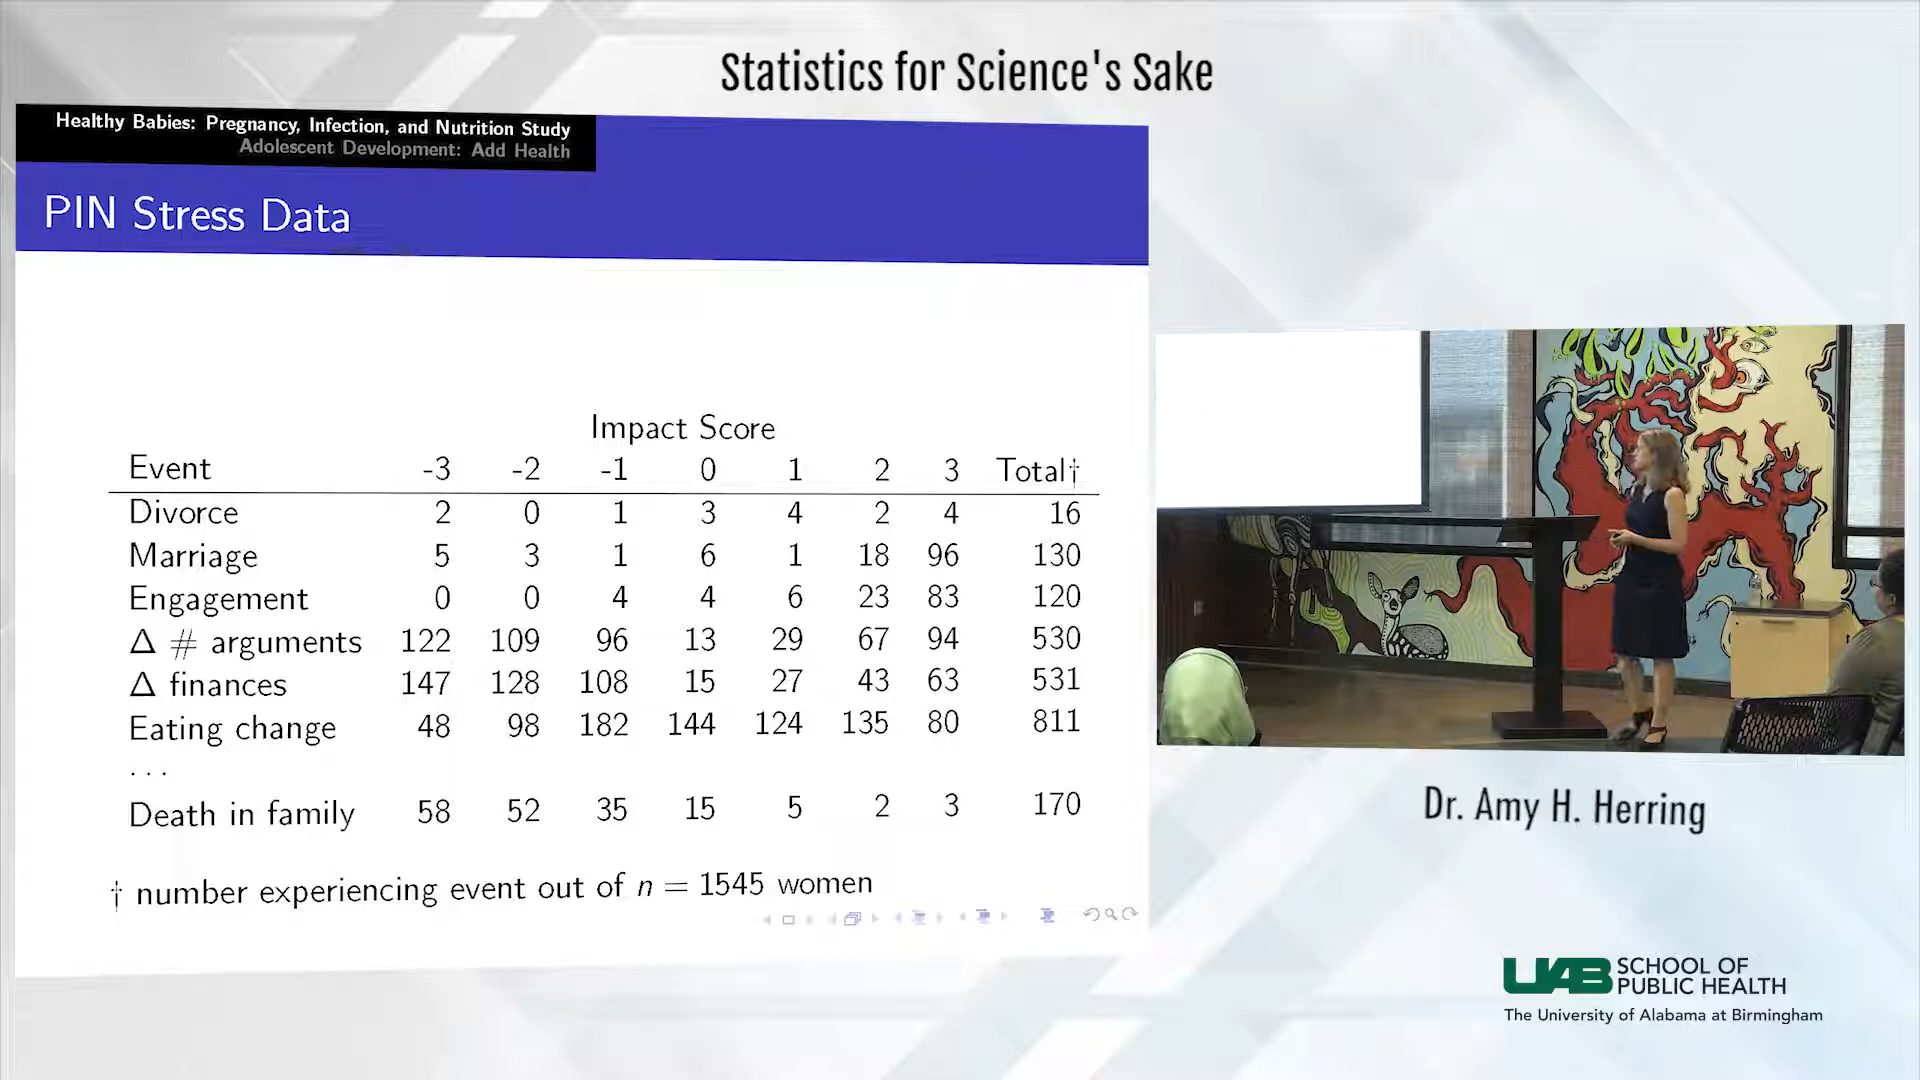 Statistics for Science's Sake
Healthy Babies: Pregnancy, Infection, and Nutrition Study
Adolescent Development: Add Health
PIN Stress Data
Impact Score
Event -3 -2 -1 0 1 2 3 Total†
Divorce 2 0 1 3 4 2 4 16
Marriage 5 3 1 6 1 18 96 130
Engagement 0 0 4 4 6 23 83 120
Δ # arguments 122 109 96 13 29 67 94 530
Δ finances 147 128 108 15 27 43 63 531
Eating change 48 98 182 144 124 135 80 811
...
Death in family 58 52 35 15 5 2 3 170
† number experiencing event out of n = 1545 women
Dr. Amy H. Herring
UAB SCHOOL OF
PUBLIC HEALTH
The University of Alabama at Birmingham